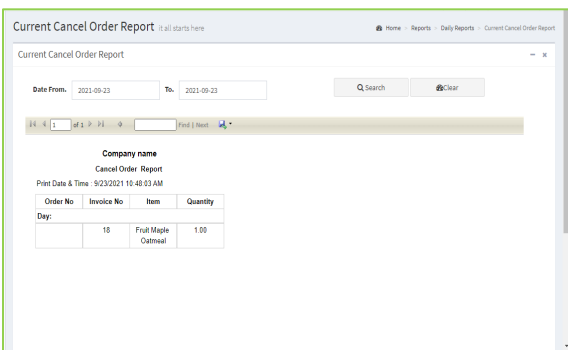 Current Cancel Order Report it all starts here
Home > Reports > Daily Reports > Current Cancel Order Report
Current Cancel Order Report
Date From. 2021-09-23 To. 2021-09-23 Search Clear
1 of 1 Find | Next
Company name
Cancel Order Report
Print Date & Time : 9/23/2021 10:48:03 AM
Order No Invoice No Item Quantity
Day:
18 Fruit Maple 1.00
Oatmeal